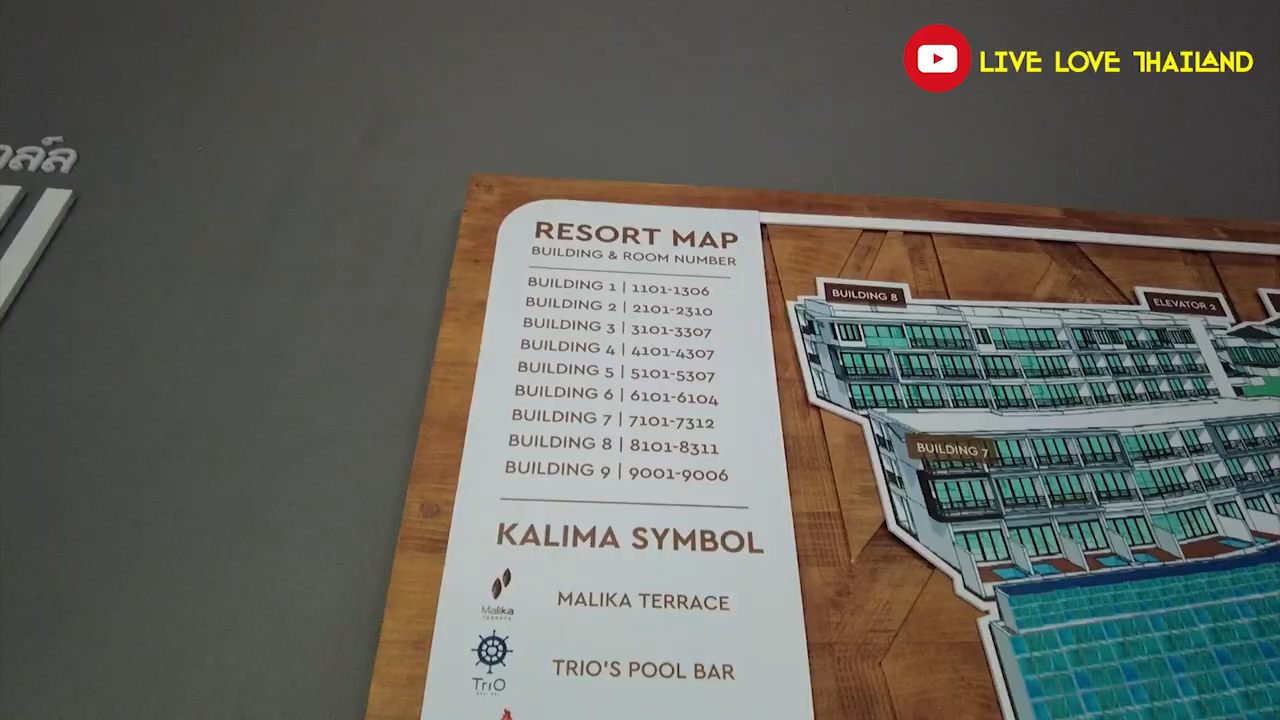 LIVE LOVE THAILAND
RESORT MAP
BUILDING & ROOM NUMBER
BUILDING 1 | 1101-1306
BUILDING 2 | 2101-2310
BUILDING 3 | 3101-3307
BUILDING 4 | 4101-4307
BUILDING 5 | 5101-5307
BUILDING 6 | 6101-6104
BUILDING 7 | 7101-7312
BUILDING 8 | 8101-8311
BUILDING 9 | 9001-9006
KALIMA SYMBOL
Malika
TERRACE
MALIKA TERRACE
TriO
TRIO'S POOL BAR
BUILDING 8
ELEVATOR 2
BUILDING 7